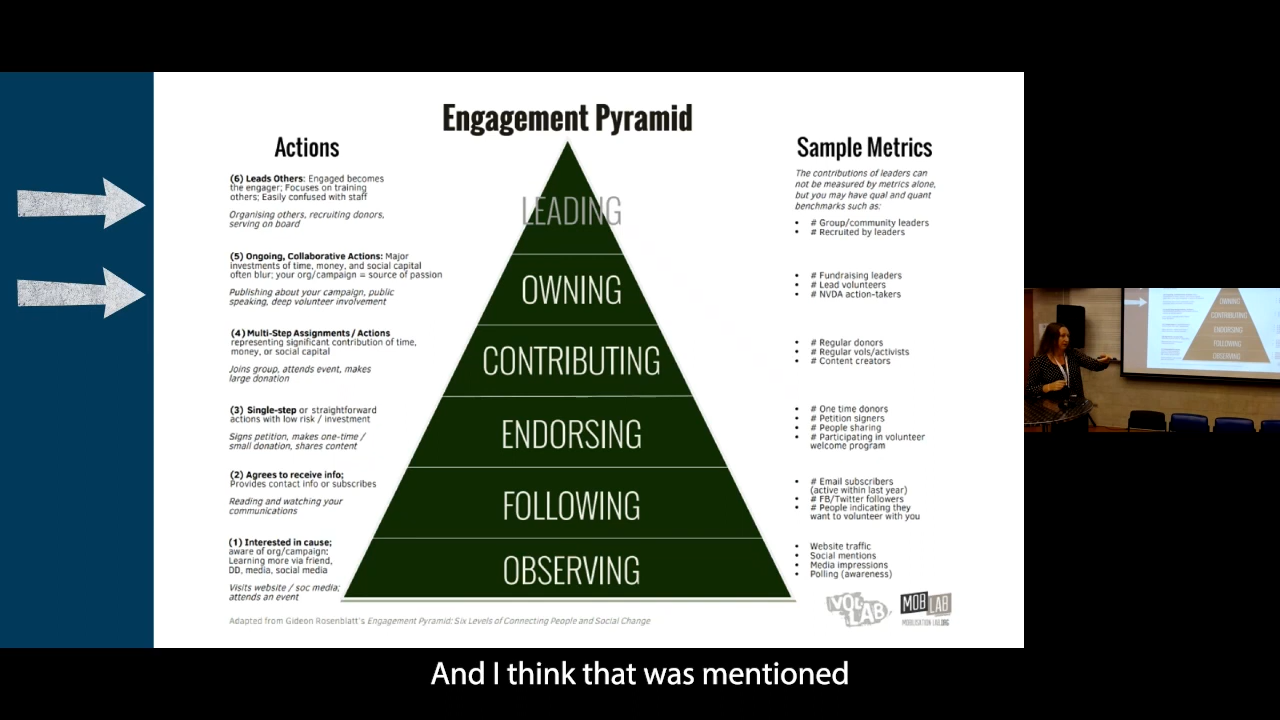 Engagement Pyramid
Actions
(6) Leads Others: Engaged becomes
the engager; Focuses on training
others; Easily confused with staff
Organising others, recruiting donors,
serving on board
(5) Ongoing, Collaborative Actions: Major
investments of time, money, and social capital
often blur; your org/campaign = source of passion
Publishing about your campaign, public
speaking, deep volunteer involvement
(4) Multi-Step Assignments / Actions
representing significant contribution of time,
money, or social capital
Joins group, attends event, makes
large donation
(3) Single-step or straightforward
actions with low risk / investment
Signs petition, makes one-time /
small donation, shares content
(2) Agrees to receive info;
Provides contact info or subscribes
Reading and watching your
communications
(1) Interested in cause;
aware of org/campaign;
Learning more via friend,
DD, media, social media
Visits website / soc media;
attends an event
LEADING
OWNING
CONTRIBUTING
ENDORSING
FOLLOWING
OBSERVING
Sample Metrics
The contributions of leaders can
not be measured by metrics alone,
but you may have qual and quant
benchmarks such as:
• # Group/community leaders
• # Recruited by leaders
• # Fundraising leaders
• # Lead volunteers
• # NVDA action-takers
• # Regular donors
• # Regular vols/activists
• # Content creators
• # One time donors
• # Petition signers
• # People sharing
• # Participating in volunteer
welcome program
• # Email subscribers
(active within last year)
• # FB/Twitter followers
• # People indicating they
want to volunteer with you
• Website traffic
• Social mentions
• Media impressions
• Polling (awareness)
VOL LAB
MOB LAB
MOBILISATION LAB.ORG
Adapted from Gideon Rosenblatt's Engagement Pyramid: Six Levels of Connecting People and Social Change
OWNING
CONTRIBUTING
ENDORSING
FOLLOWING
OBSERVING
And I think that was mentioned